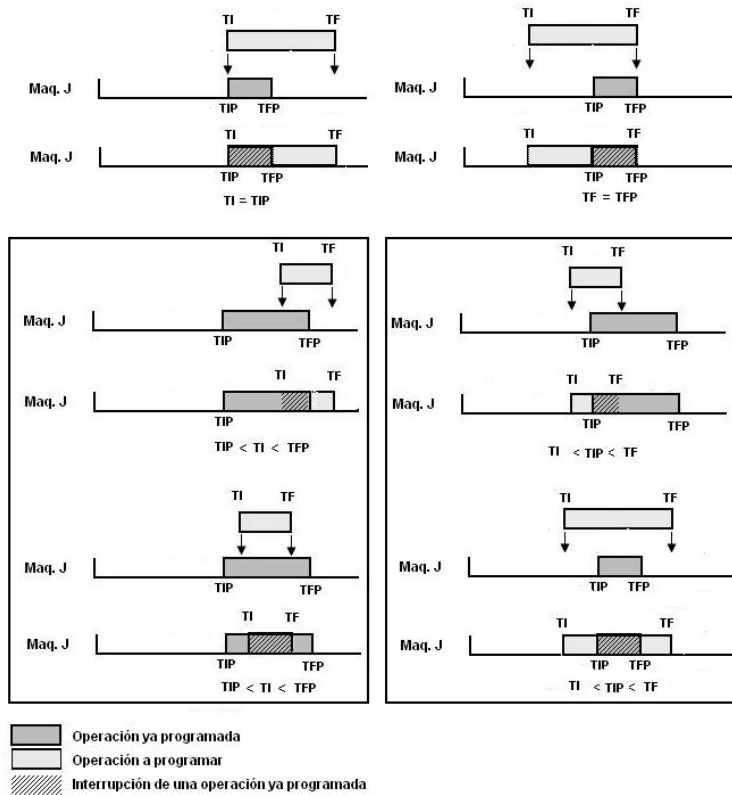 TI TF
Maq. J
TIP TFP
TI TF
Maq. J
TIP TFP
TI = TIP
TI TF
Maq. J
TIP TFP
TI TF
Maq. J
TIP TFP
TF = TFP
TI TF
Maq. J
TIP TFP
TI TF
Maq. J
TIP TFP
TIP < TI < TFP
TI TF
Maq. J
TIP TFP
TI TF
Maq. J
TIP TFP
TIP < TI < TFP
TI TF
Maq. J
TIP TFP
TI TF
Maq. J
TIP TFP
TI < TIP < TF
TI TF
Maq. J
TIP TFP
TI TF
Maq. J
TIP TFP
TI < TIP < TF
Operación ya programada
Operación a programar
Interrupción de una operación ya programada